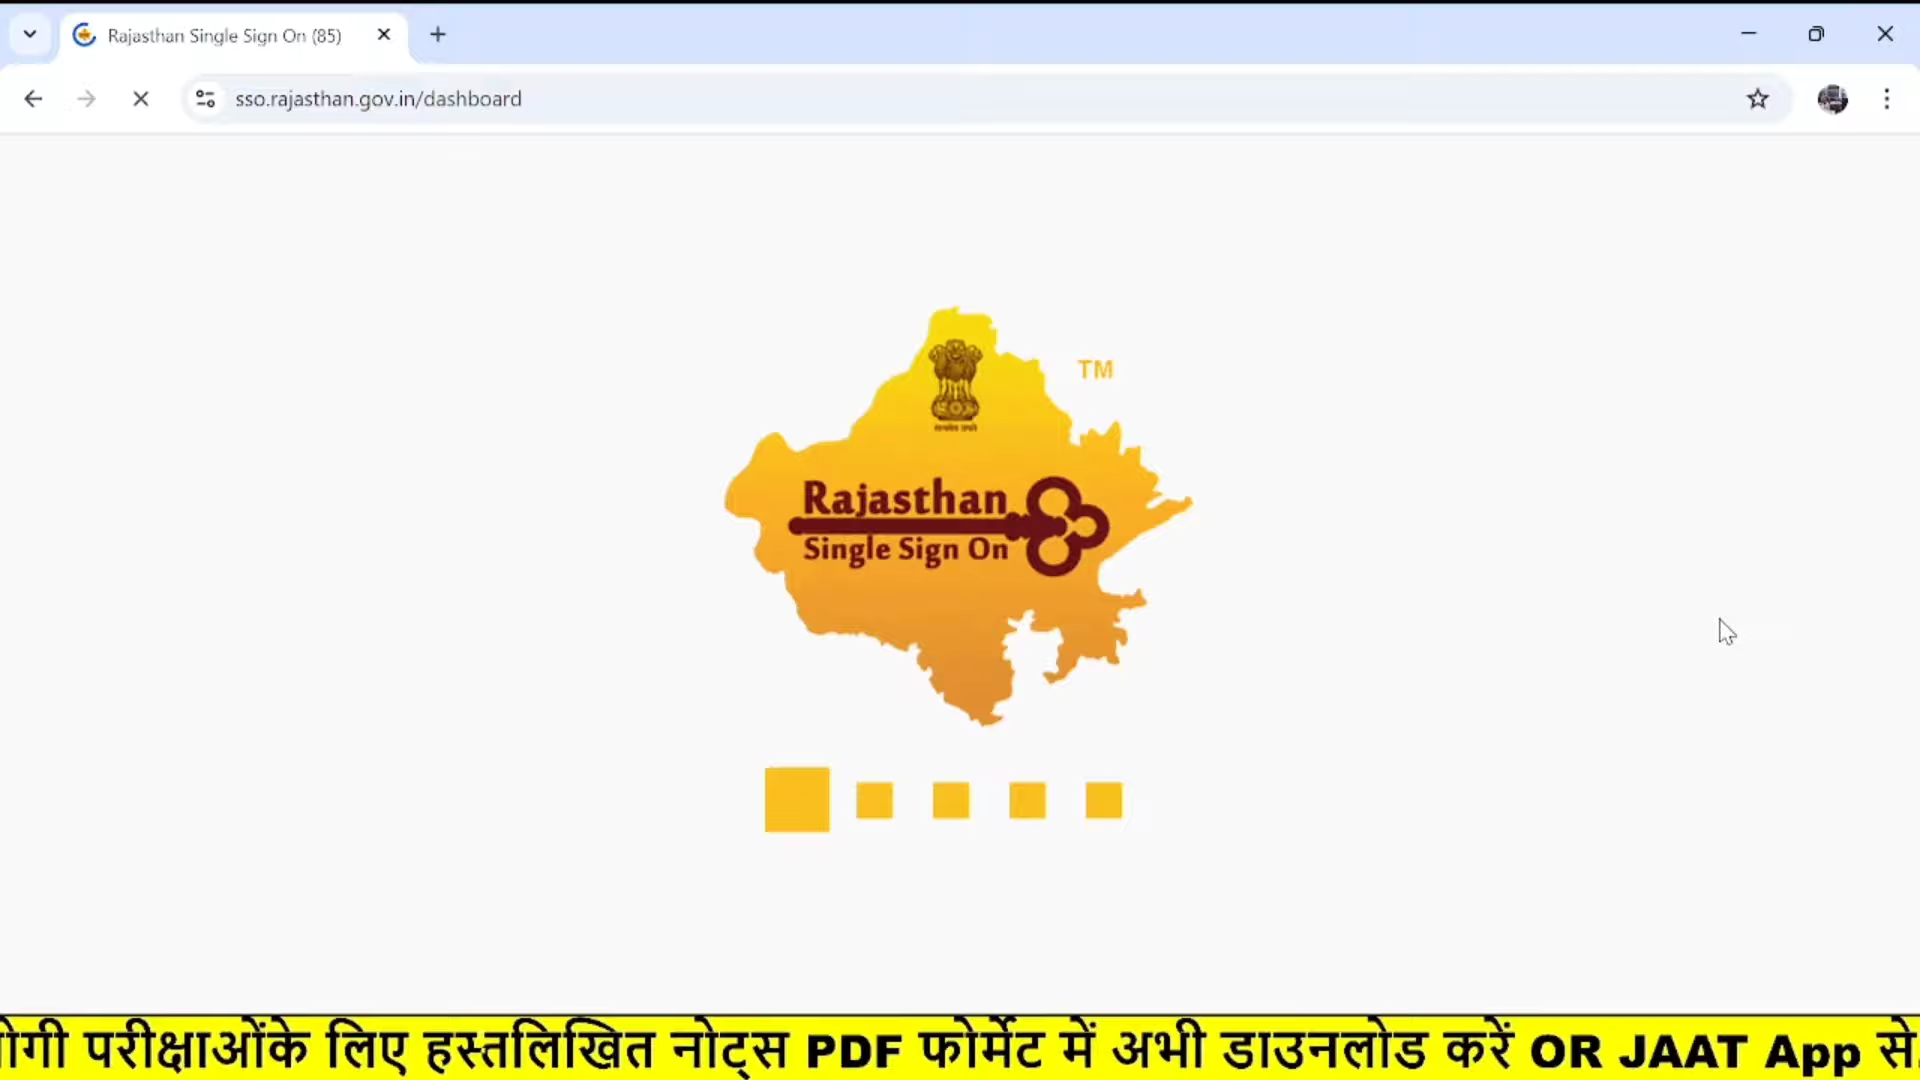 Rajasthan Single Sign On (85)
sso.rajasthan.gov.in/dashboard
TM
Rajasthan
Single Sign On
परीक्षाओंके लिए हस्तलिखित नोट्स PDF फोर्मेट में अभी डाउनलोड करें OR JAAT App से